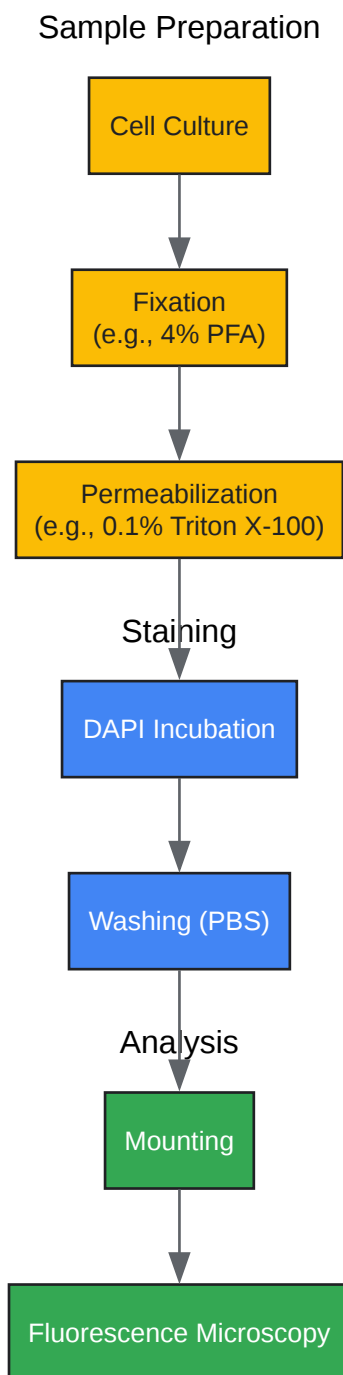 Sample Preparation
Cell Culture
Fixation
(e.g., 4% PFA)
Permeabilization
(e.g., 0.1% Triton X-100)
Staining
DAPI Incubation
Washing (PBS)
Analysis
Mounting
Fluorescence Microscopy